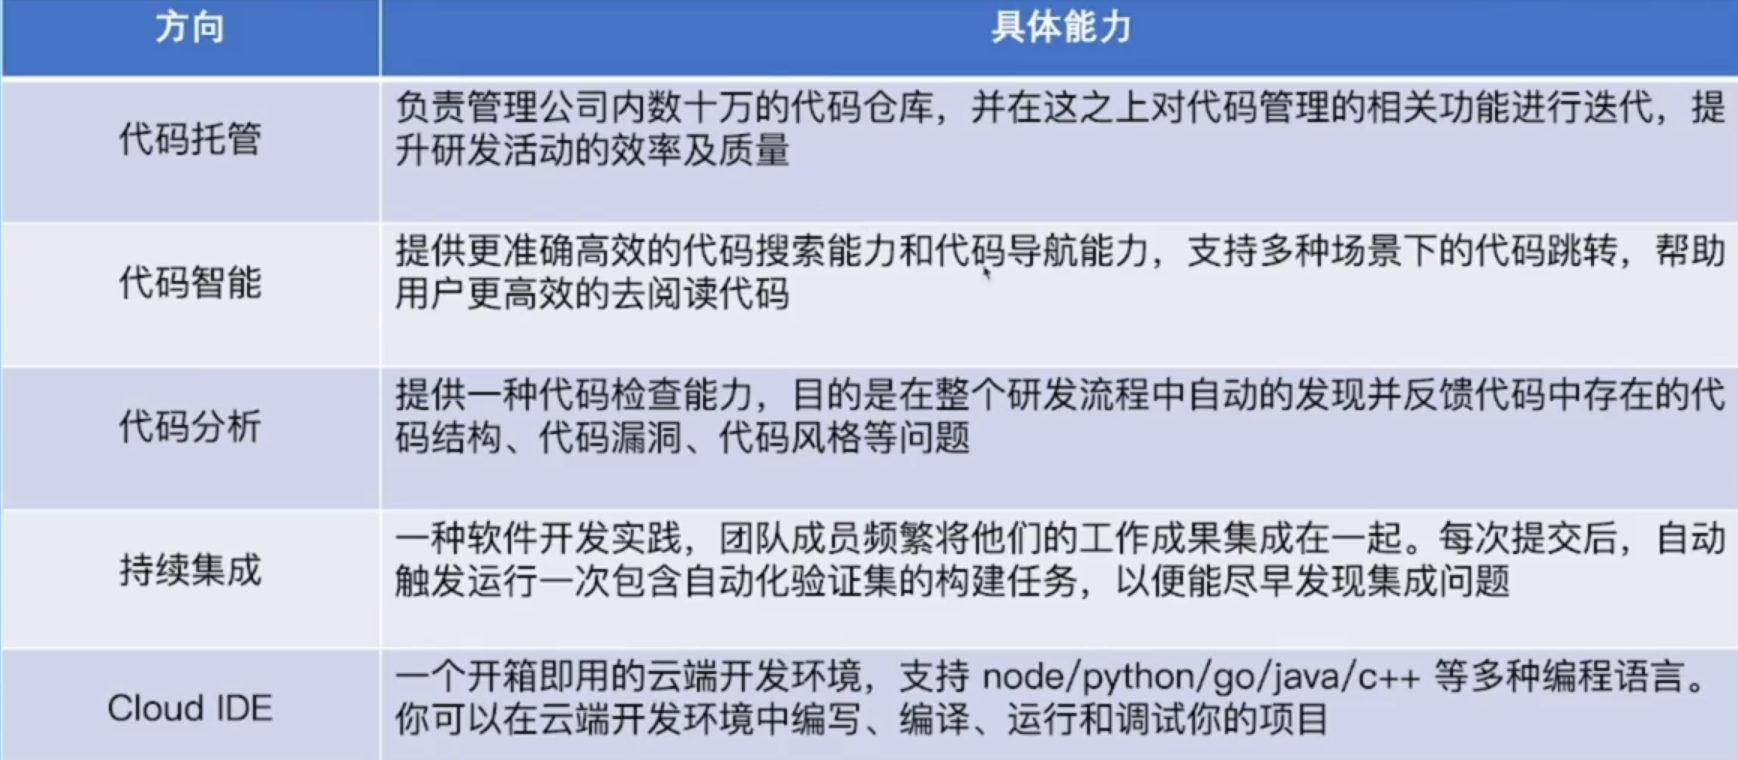 方向
具体能力
代码托管
负责管理公司内数十万的代码仓库，并在这之上对代码管理的相关功能进行迭代，提
升研发活动的效率及质量
代码智能
提供更准确高效的代码搜索能力和代码导航能力，支持多种场景下的代码跳转，帮助
用户更高效的去阅读代码
代码分析
提供一种代码检查能力，目的是在整个研发流程中自动的发现并反馈代码中存在的代
码结构、代码漏洞、代码风格等问题
持续集成
一种软件开发实践，团队成员频繁将他们的工作成果集成在一起。每次提交后，自动
触发运行一次包含自动化验证集的构建任务，以便能尽早发现集成问题
Cloud IDE
一个开箱即用的云端开发环境，支持 node/python/go/java/c++ 等多种编程语言。
你可以在云端开发环境中编写、编译、运行和调试你的项目